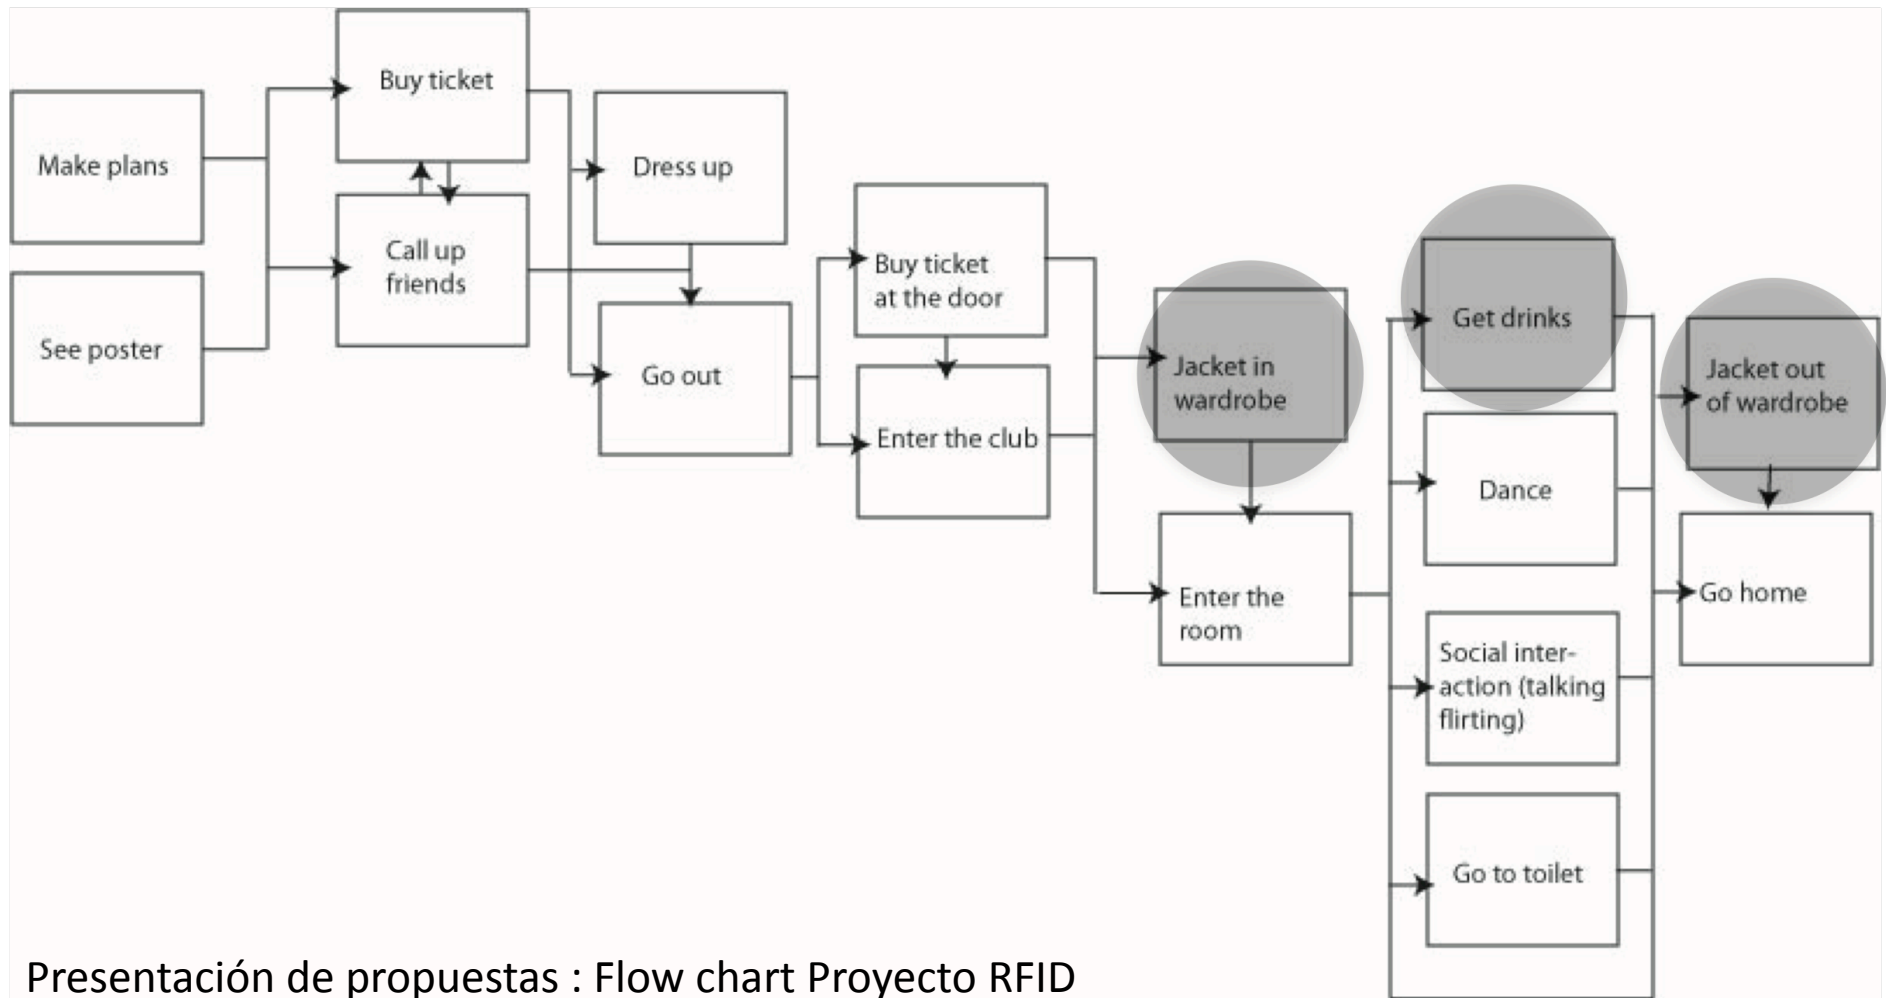 Make plans
See poster
Buy ticket
Call up
friends
Dress up
Go out
Buy ticket
at the door
Enter the club
Jacket in
wardrobe
Enter the
room
Get drinks
Dance
Social inter-
action (talking
flirting)
Go to toilet
Jacket out
of wardrobe
Go home
Presentación de propuestas : Flow chart Proyecto RFID